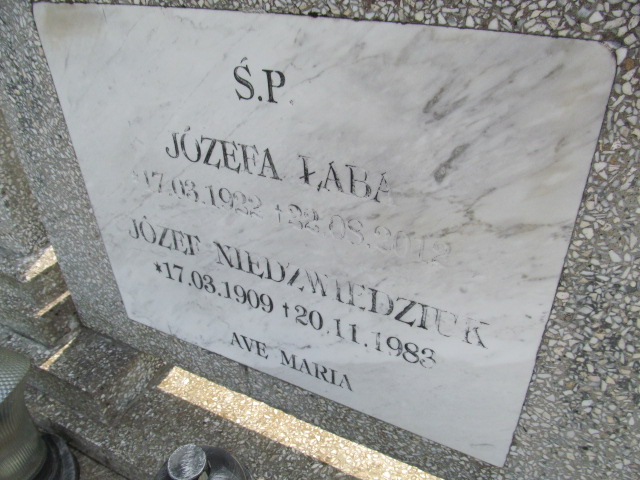 Ś.P.
JÓZEFA ŁABA
JÓZEF NIEDZWIEDZIUK
*17.03.1909 †20.11.1983
AVE MARIA